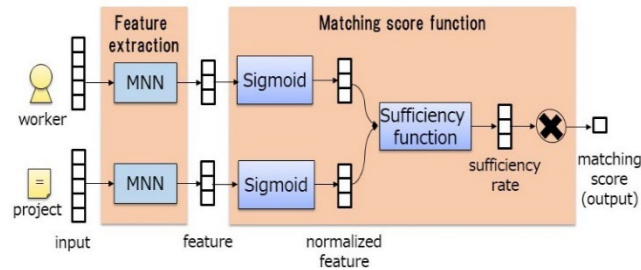 Feature
extraction
Matching score function
MNN
Sigmoid
worker
Sufficiency
function
sufficiency
rate
matching
score
(output)
=
MNN
Sigmoid
project
input
feature
normalized
feature